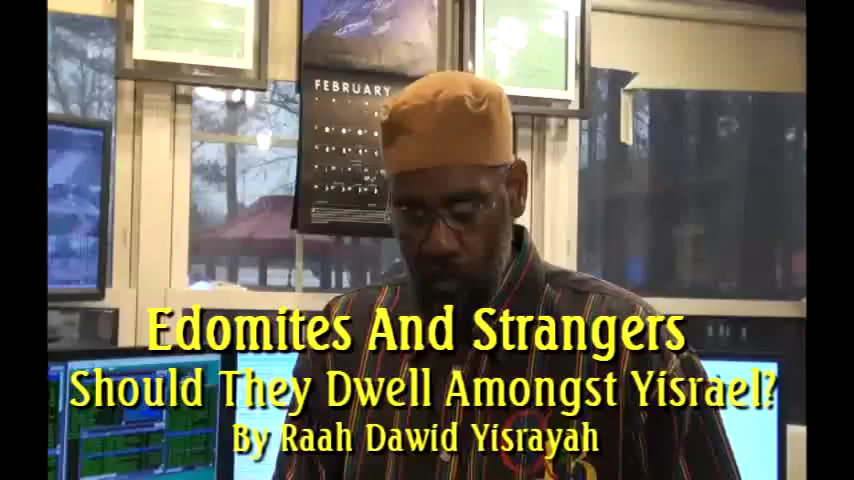 FEBRUARY
Edomites And Strangers
Should They Dwell Amongst Yisrael?
By Raah Dawid Yisrayah